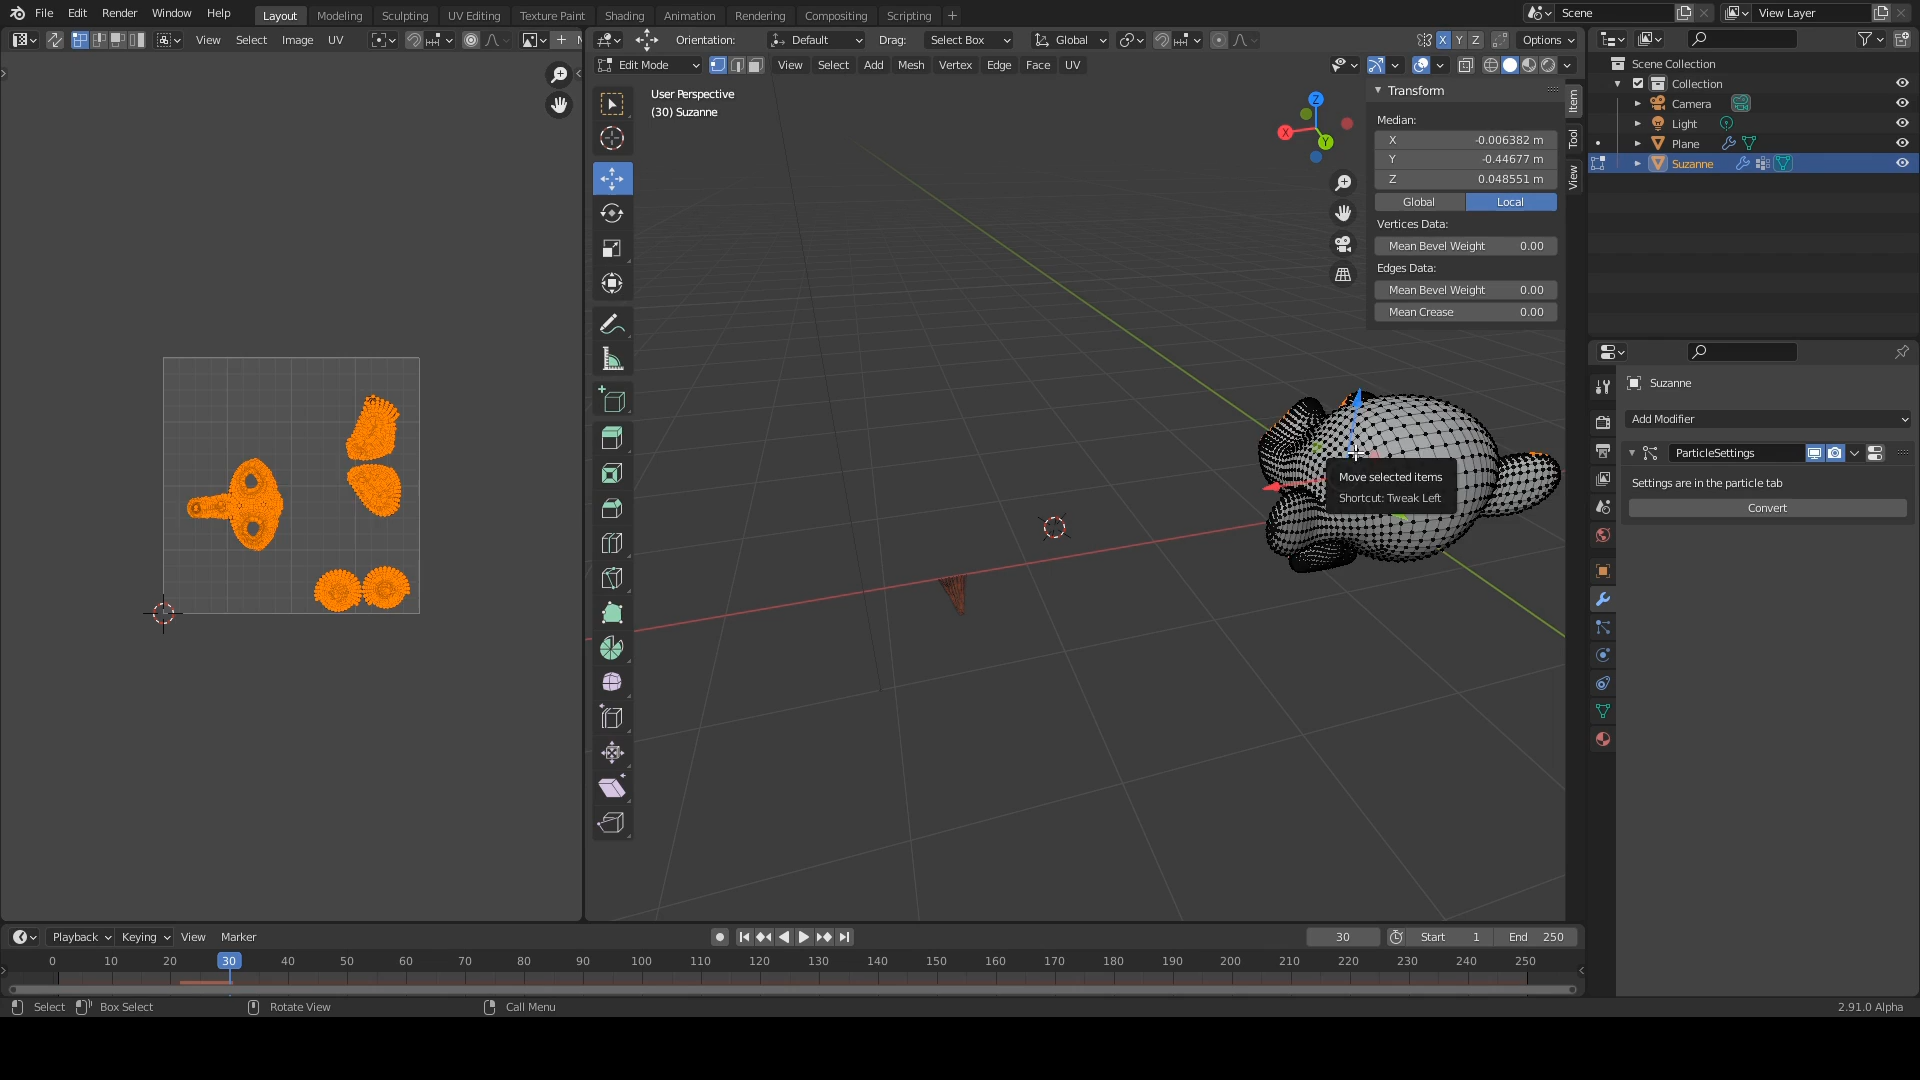 File Edit Render Window Help Layout Modeling Sculpting UV Editing Texture Paint Shading Animation Rendering Compositing Scripting + Scene View Layer
View Select Image UV
Orientation: Default Drag: Select Box Global X Y Z Options
Edit Mode View Select Add Mesh Vertex Edge Face UV
User Perspective
(30) Suzanne
Z
X
Y
Transform
Median:
X -0.006382 m
Y -0.44677 m
Z 0.048551 m
Global Local
Vertices Data:
Mean Bevel Weight 0.00
Edges Data:
Mean Bevel Weight 0.00
Mean Crease 0.00
Item
Tool
View
Move selected items
Shortcut: Tweak Left
Scene Collection
Collection
Camera
Light
Plane
Suzanne
Suzanne
Add Modifier
ParticleSettings
Settings are in the particle tab
Convert
Playback Keying View Marker 30 Start 1 End 250
0 10 20 30 40 50 60 70 80 90 100 110 120 130 140 150 160 170 180 190 200 210 220 230 240 250
Select Box Select Rotate View Call Menu 2.91.0 Alpha